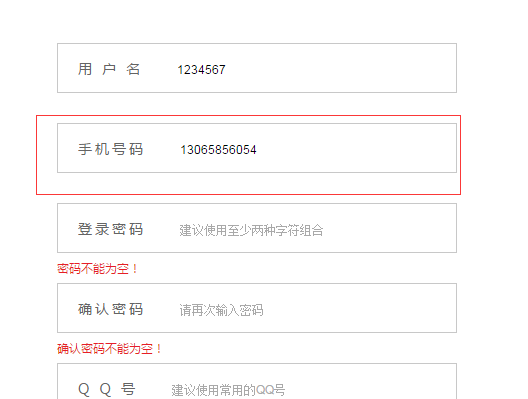 用 户 名 1234567
手机号码 13065856054
登录密码 建议使用至少两种字符组合
密码不能为空！
确认密码 请再次输入密码
确认密码不能为空！
Q Q 号 建议使用常用的QQ号